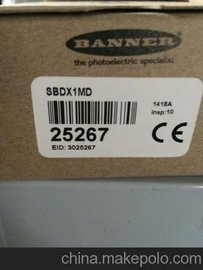 BANNER
the photoelectric specialist
SBDX1MD
1418A
Insp:10
25267
CE
EID: 3025267
china.makepolo.com